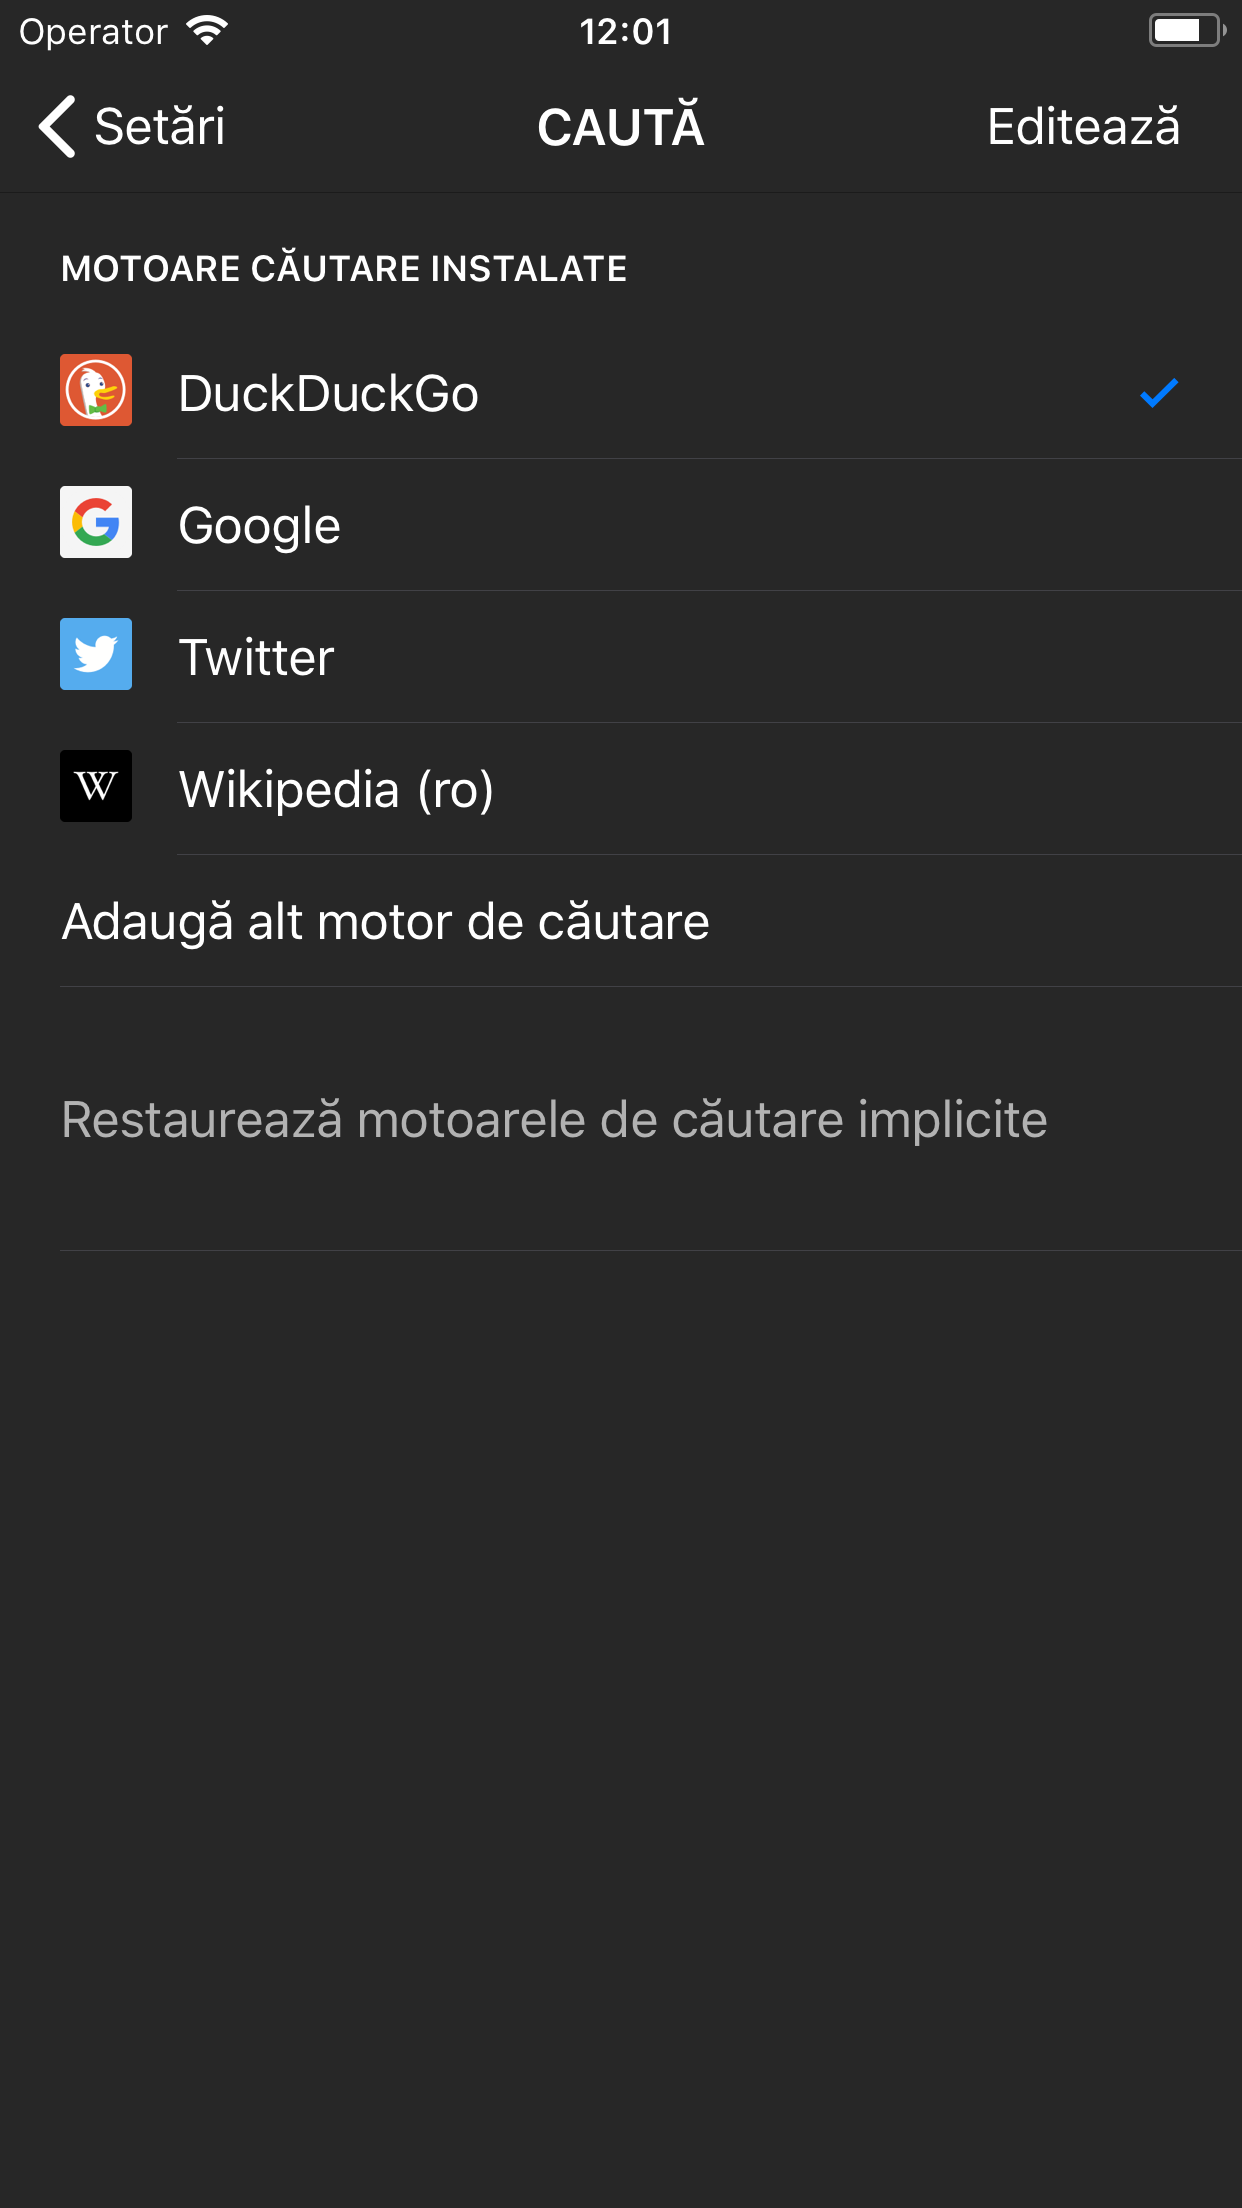 Operator 12:01
Setări CAUTĂ Editează
MOTOARE CĂUTARE INSTALATE
DuckDuckGo
Google
Twitter
W Wikipedia (ro)
Adaugă alt motor de căutare
Restaurează motoarele de căutare implicite